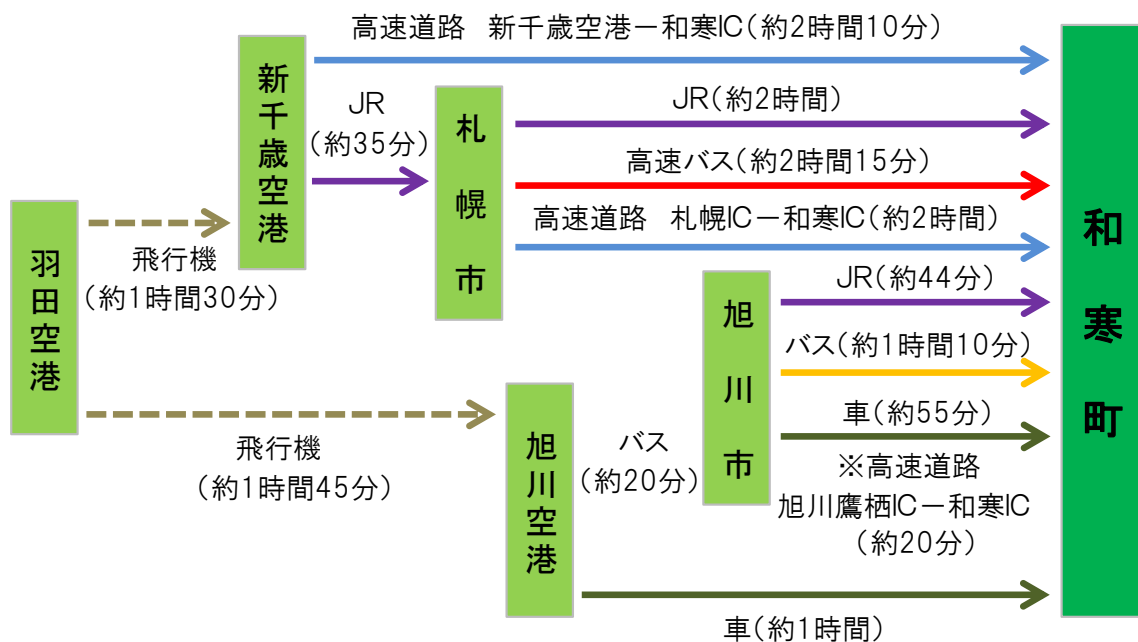 高速道路　新千歳空港－和寒IC(約2時間10分)
新千歳空港
JR
(約35分)
札幌市
JR(約2時間)
高速バス(約2時間15分)
高速道路　札幌IC－和寒IC(約2時間)
和寒町
羽田空港
飛行機
(約1時間30分)
旭川市
JR(約44分)
バス(約1時間10分)
車(約55分)
※高速道路
旭川鷹栖IC－和寒IC
(約20分)
飛行機
(約1時間45分)
旭川空港
バス
(約20分)
車(約1時間)